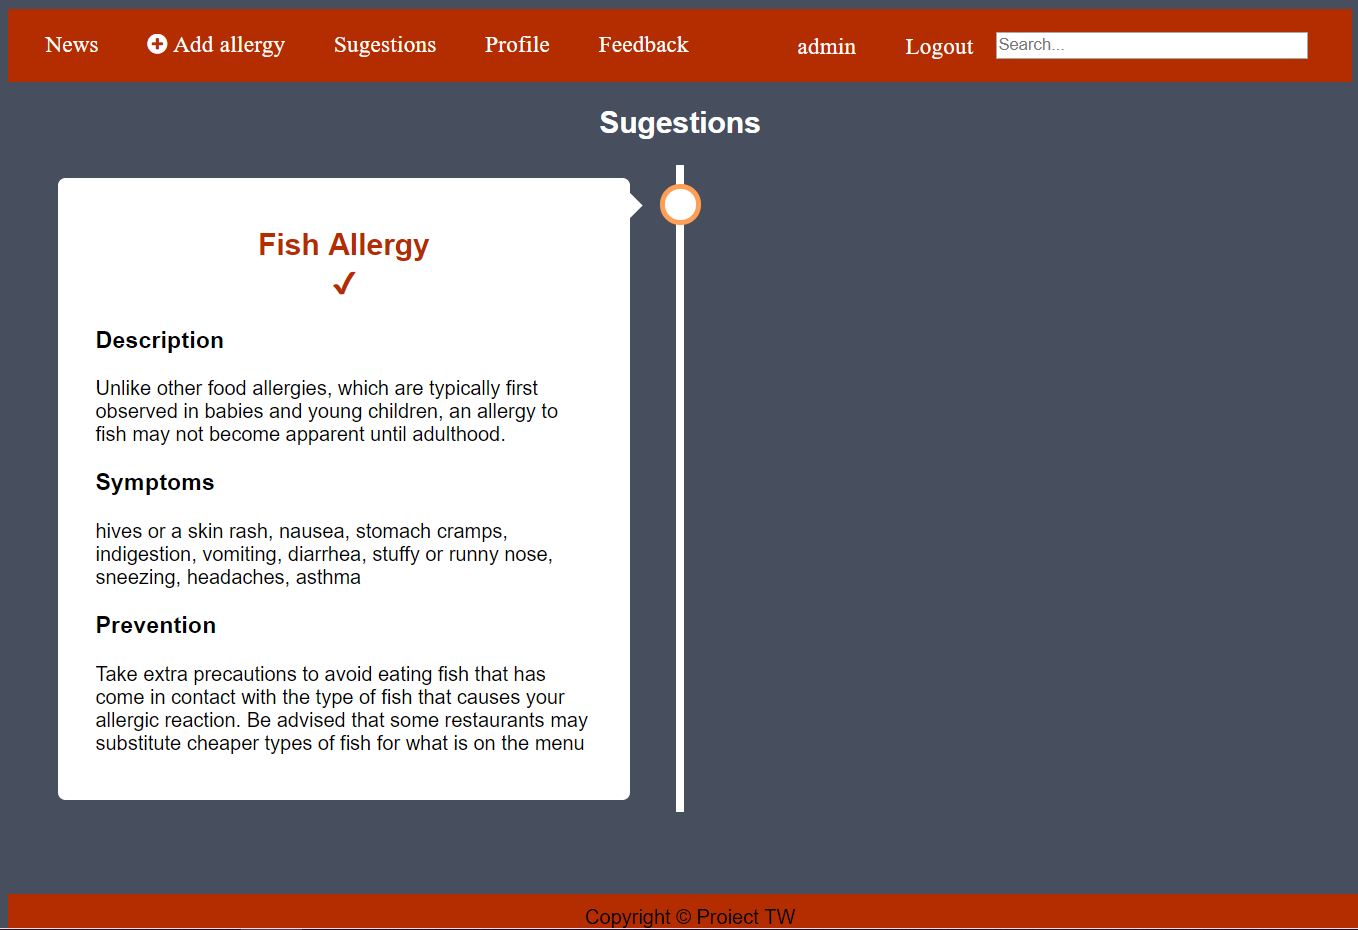 News Add allergy Sugestions Profile Feedback admin Logout Search...
Sugestions
Fish Allergy
Description
Unlike other food allergies, which are typically first
observed in babies and young children, an allergy to
fish may not become apparent until adulthood.
Symptoms
hives or a skin rash, nausea, stomach cramps,
indigestion, vomiting, diarrhea, stuffy or runny nose,
sneezing, headaches, asthma
Prevention
Take extra precautions to avoid eating fish that has
come in contact with the type of fish that causes your
allergic reaction. Be advised that some restaurants may
substitute cheaper types of fish for what is on the menu
Copyright © Proiect TW